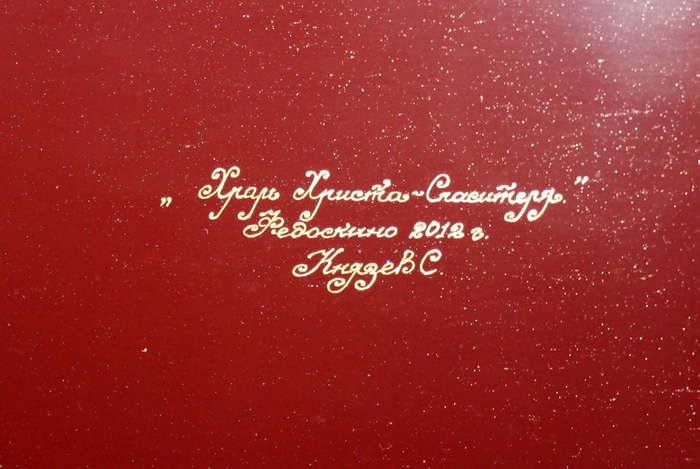 „Храм Христа-Спасителя."
Федоскино 2012 г.
Князев С.